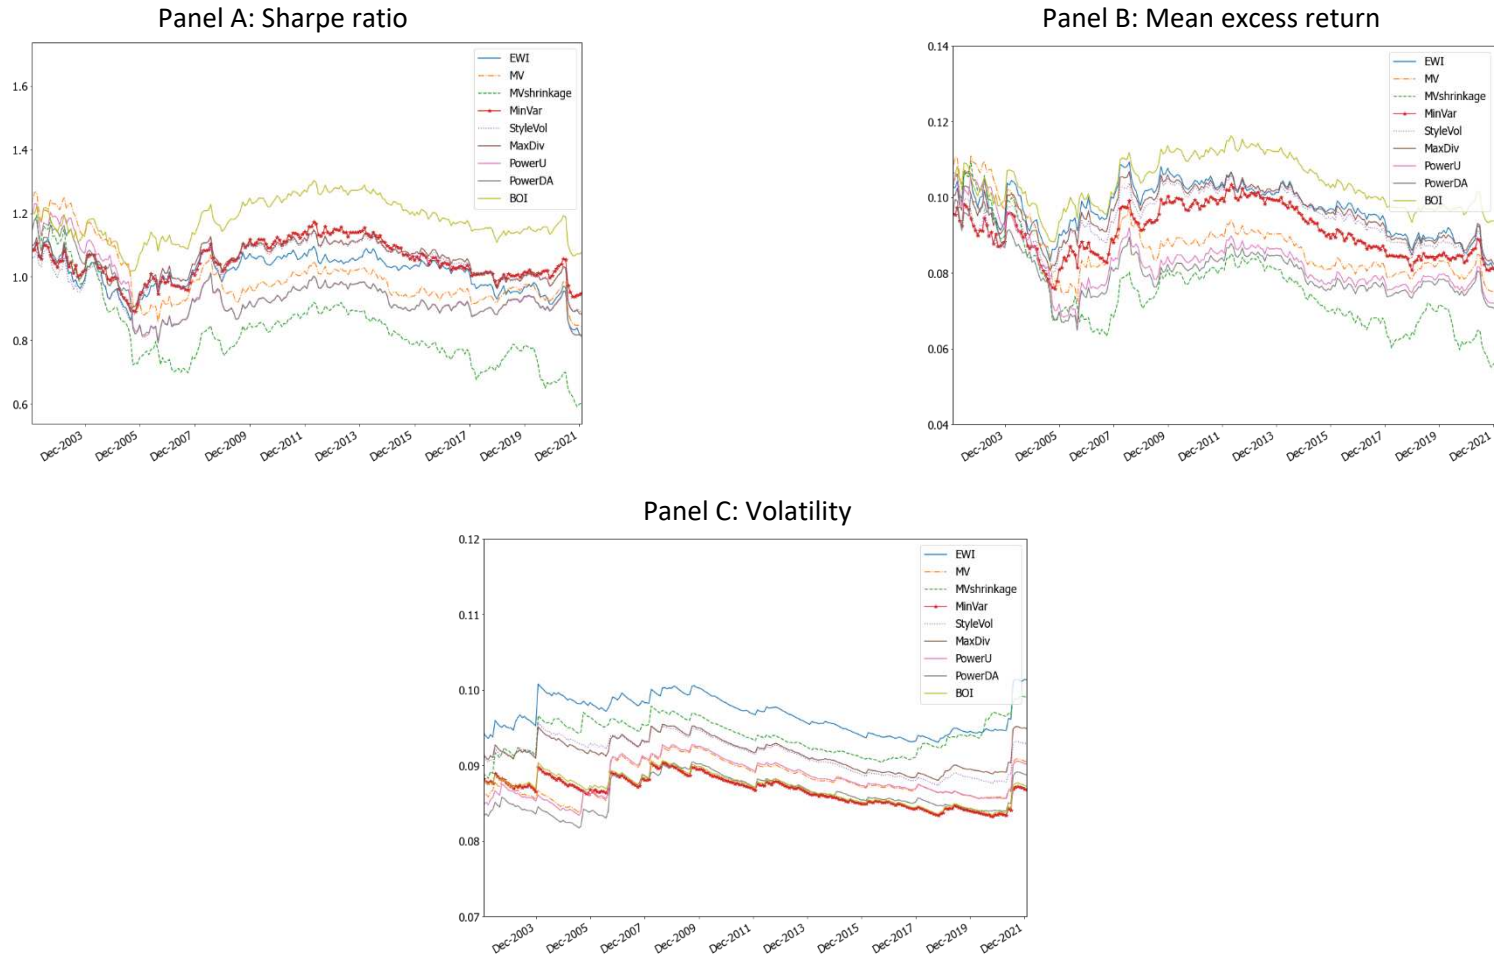 Panel A: Sharpe ratio
1.6
1.4
1.2
1.0
0.8
0.6
EWI
MV
MVshrinkage
MinVar
StyleVol
MaxDiv
PowerU
PowerDA
BOI
Dec-2003
Dec-2005
Dec-2007
Dec-2009
Dec-2011
Dec-2013
Dec-2015
Dec-2017
Dec-2019
Dec-2021
Panel B: Mean excess return
0.14
0.12
0.10
0.08
0.06
0.04
EWI
MV
MVshrinkage
MinVar
StyleVol
MaxDiv
PowerU
PowerDA
BOI
Dec-2003
Dec-2005
Dec-2007
Dec-2009
Dec-2011
Dec-2013
Dec-2015
Dec-2017
Dec-2019
Dec-2021
Panel C: Volatility
0.12
0.11
0.10
0.09
0.08
0.07
EWI
MV
MVshrinkage
MinVar
StyleVol
MaxDiv
PowerU
PowerDA
BOI
Dec-2003
Dec-2005
Dec-2007
Dec-2009
Dec-2011
Dec-2013
Dec-2015
Dec-2017
Dec-2019
Dec-2021